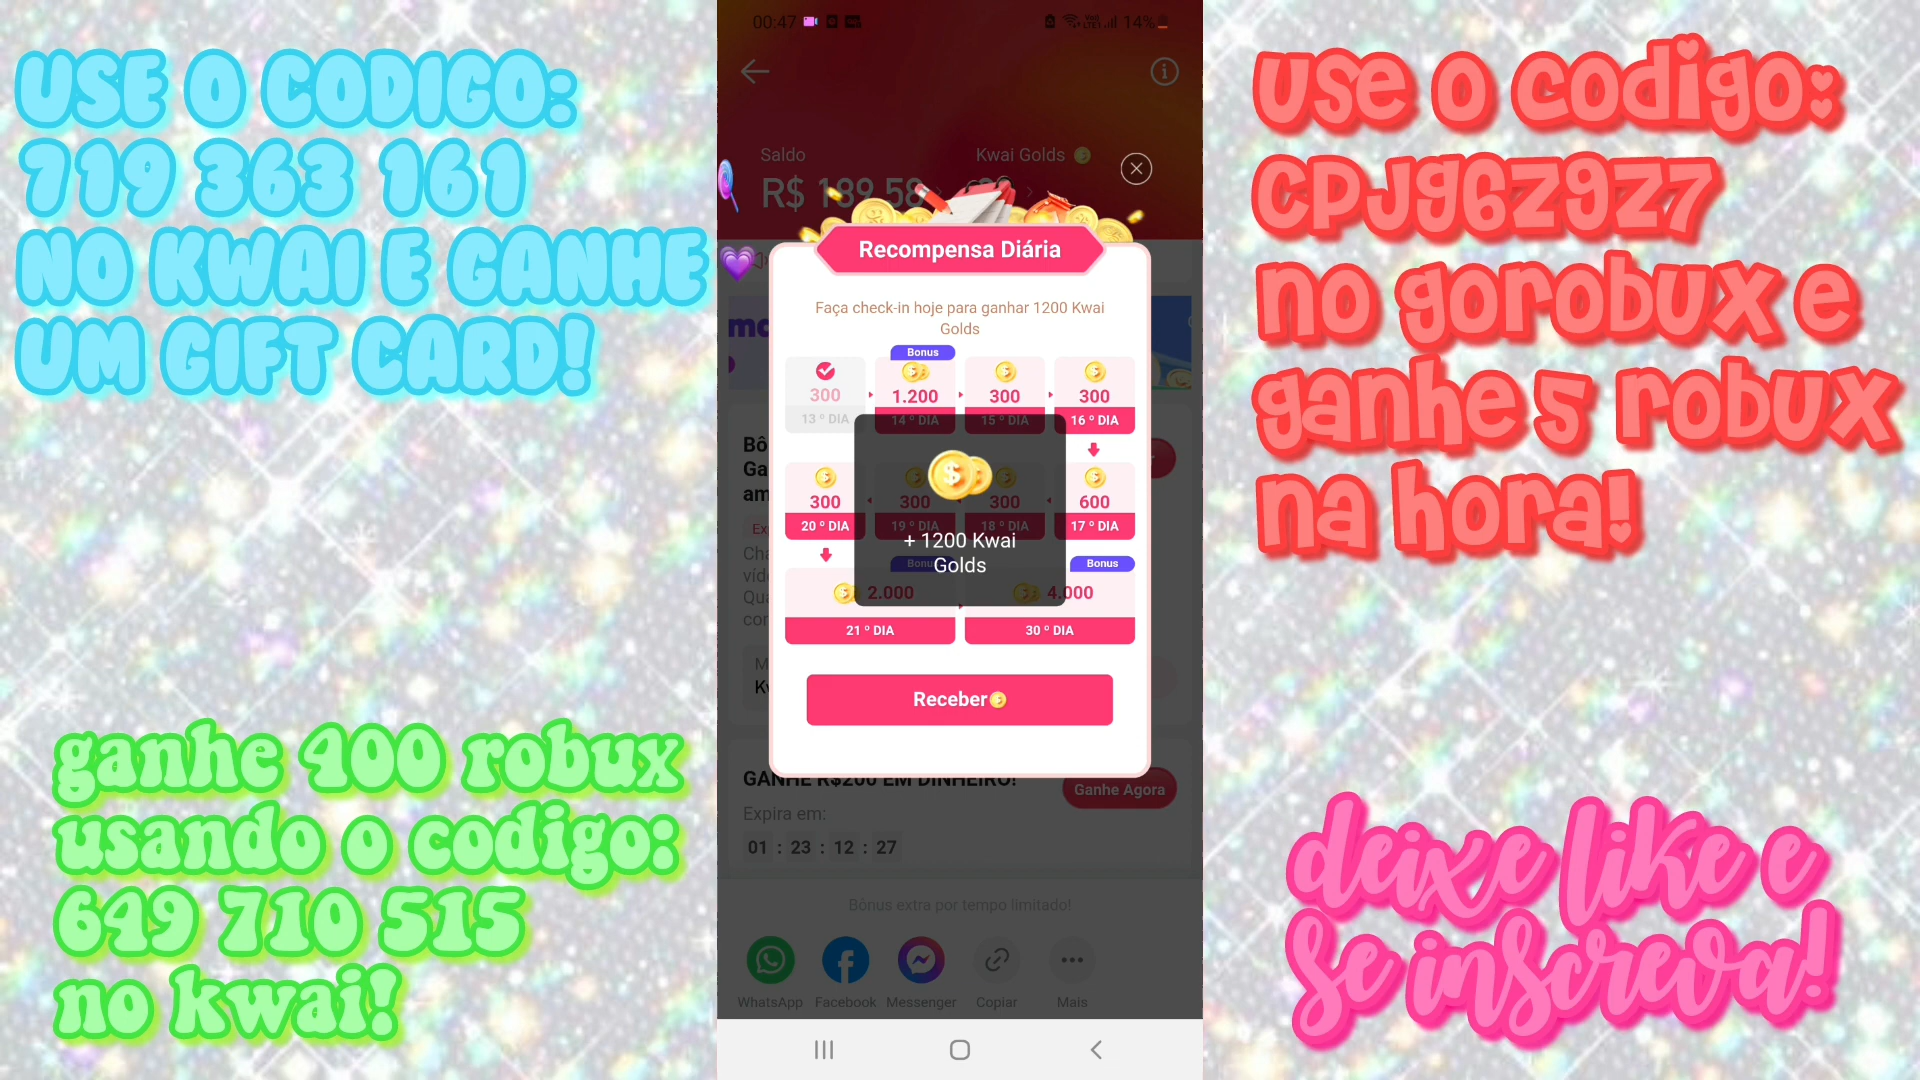 USE O CODIGO:
719 363 161
NO KWAI E GANHE
UM GIFT CARD!
ganhe 400 robux
usando o codigo:
649 710 515
no kwai!
00:47
14%
Saldo
Kwai Golds
R$ 189,58
Recompensa Diária
Faça check-in hoje para ganhar 1200 Kwai
Golds
Bonus
300
1.200
300
300
13 º DIA
14 º DIA
15 º DIA
16 º DIA
300
300
300
600
20 º DIA
19 º DIA
18 º DIA
17 º DIA
+ 1200 Kwai
Golds
Bonus
Bonus
2.000
4.000
21 º DIA
30 º DIA
Receber
GANHE R$200 EM DINHEIRO!
Ganhe Agora
Expira em:
01 : 23 : 12 : 27
Bônus extra por tempo limitado!
WhatsApp
Facebook
Messenger
Copiar
Mais
use o codigo:
CPJg6Z9Z7
no gorobux e
ganhe 5 robux
na hora!
deixe like e
se inscreva!